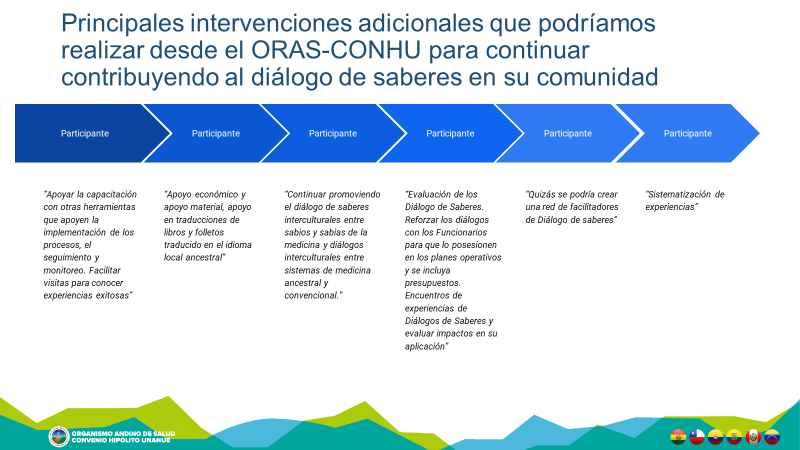 Principales intervenciones adicionales que podríamos
realizar desde el ORAS-CONHU para continuar
contribuyendo al diálogo de saberes en su comunidad
Participante
Participante
Participante
Participante
Participante
Participante
“Apoyar la capacitación
con otras herramientas
que apoyen la
implementación de los
procesos, el
seguimiento y
monitoreo. Facilitar
visitas para conocer
experiencias exitosas”
“Apoyo económico y
apoyo material, apoyo
en traducciones de
libros y folletos
traducido en el idioma
local ancestral”
“Continuar promoviendo
el diálogo de saberes
interculturales entre
sabios y sabias de la
medicina y diálogos
interculturales entre
sistemas de medicina
ancestral y
convencional.”
“Evaluación de los
Diálogo de Saberes.
Reforzar los diálogos
con los Funcionarios
para que lo posesionen
en los planes operativos
y se incluya
presupuestos.
Encuentros de
experiencias de
Diálogos de Saberes y
evaluar impactos en su
aplicación”
“Quizás se podría crear
una red de facilitadores
de Diálogo de saberes”
“Sistematización de
experiencias”
ORGANISMO ANDINO DE SALUD
CONVENIO HIPÓLITO UNANUE